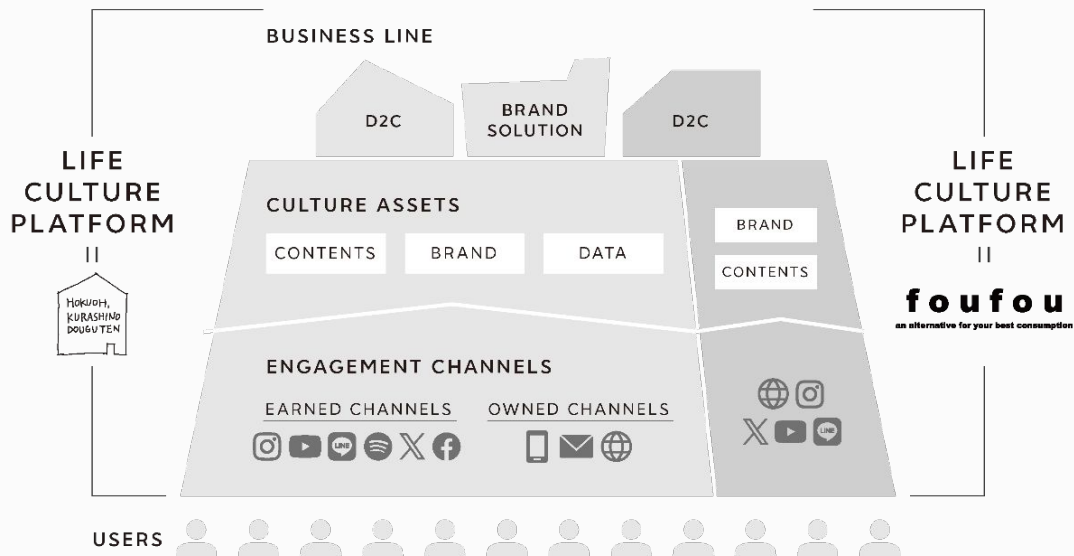 BUSINESS LINE
D2C
BRAND
SOLUTION
D2C
LIFE
CULTURE
PLATFORM
HOKUOH,
KURASHINO
DOUGUTEN
CULTURE ASSETS
CONTENTS
BRAND
DATA
BRAND
CONTENTS
LIFE
CULTURE
PLATFORM
foufou
an alternative for your best consumption
ENGAGEMENT CHANNELS
EARNED CHANNELS
OWNED CHANNELS
LINE
LINE
USERS